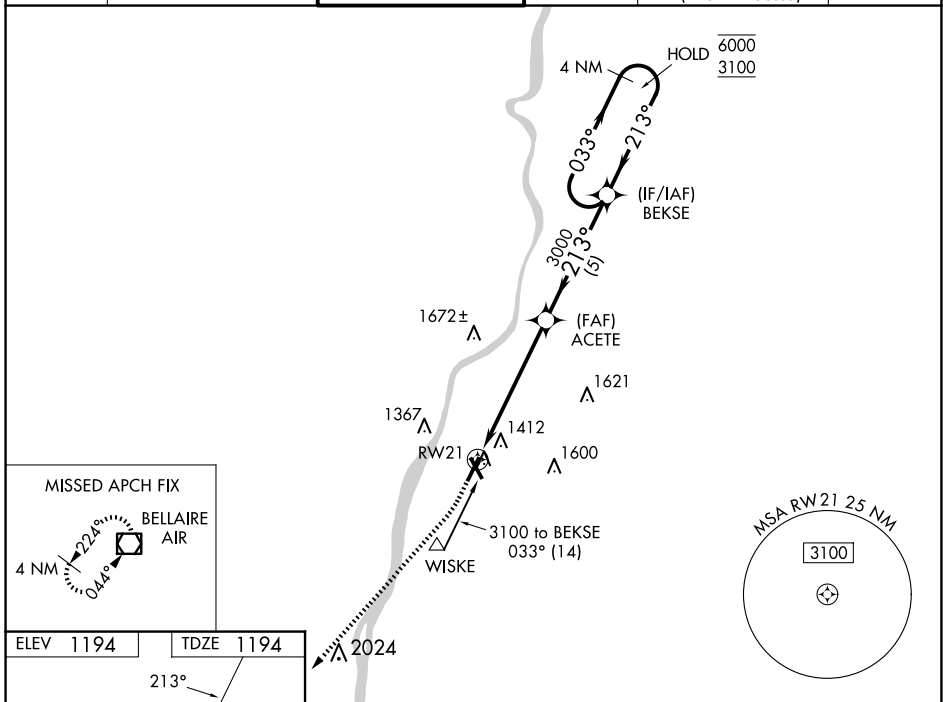 HOLD 6000
3100
4 NM
033°
213°
(IF/IAF)
BEKSE
3000
213°
(5)
(FAF)
ACETE
1672±
1621
1367
1412
RW21
1600
MISSED APCH FIX
BELLAIRE
AIR
224°
4 NM
044°
3100 to BEKSE
033° (14)
WISKE
MSA RW21 25 NM
3100
ELEV 1194
TDZE 1194
2024
213°